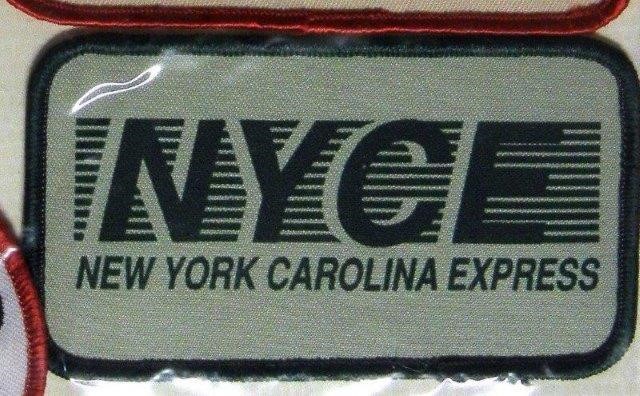 NYCE
NEW YORK CAROLINA EXPRESS